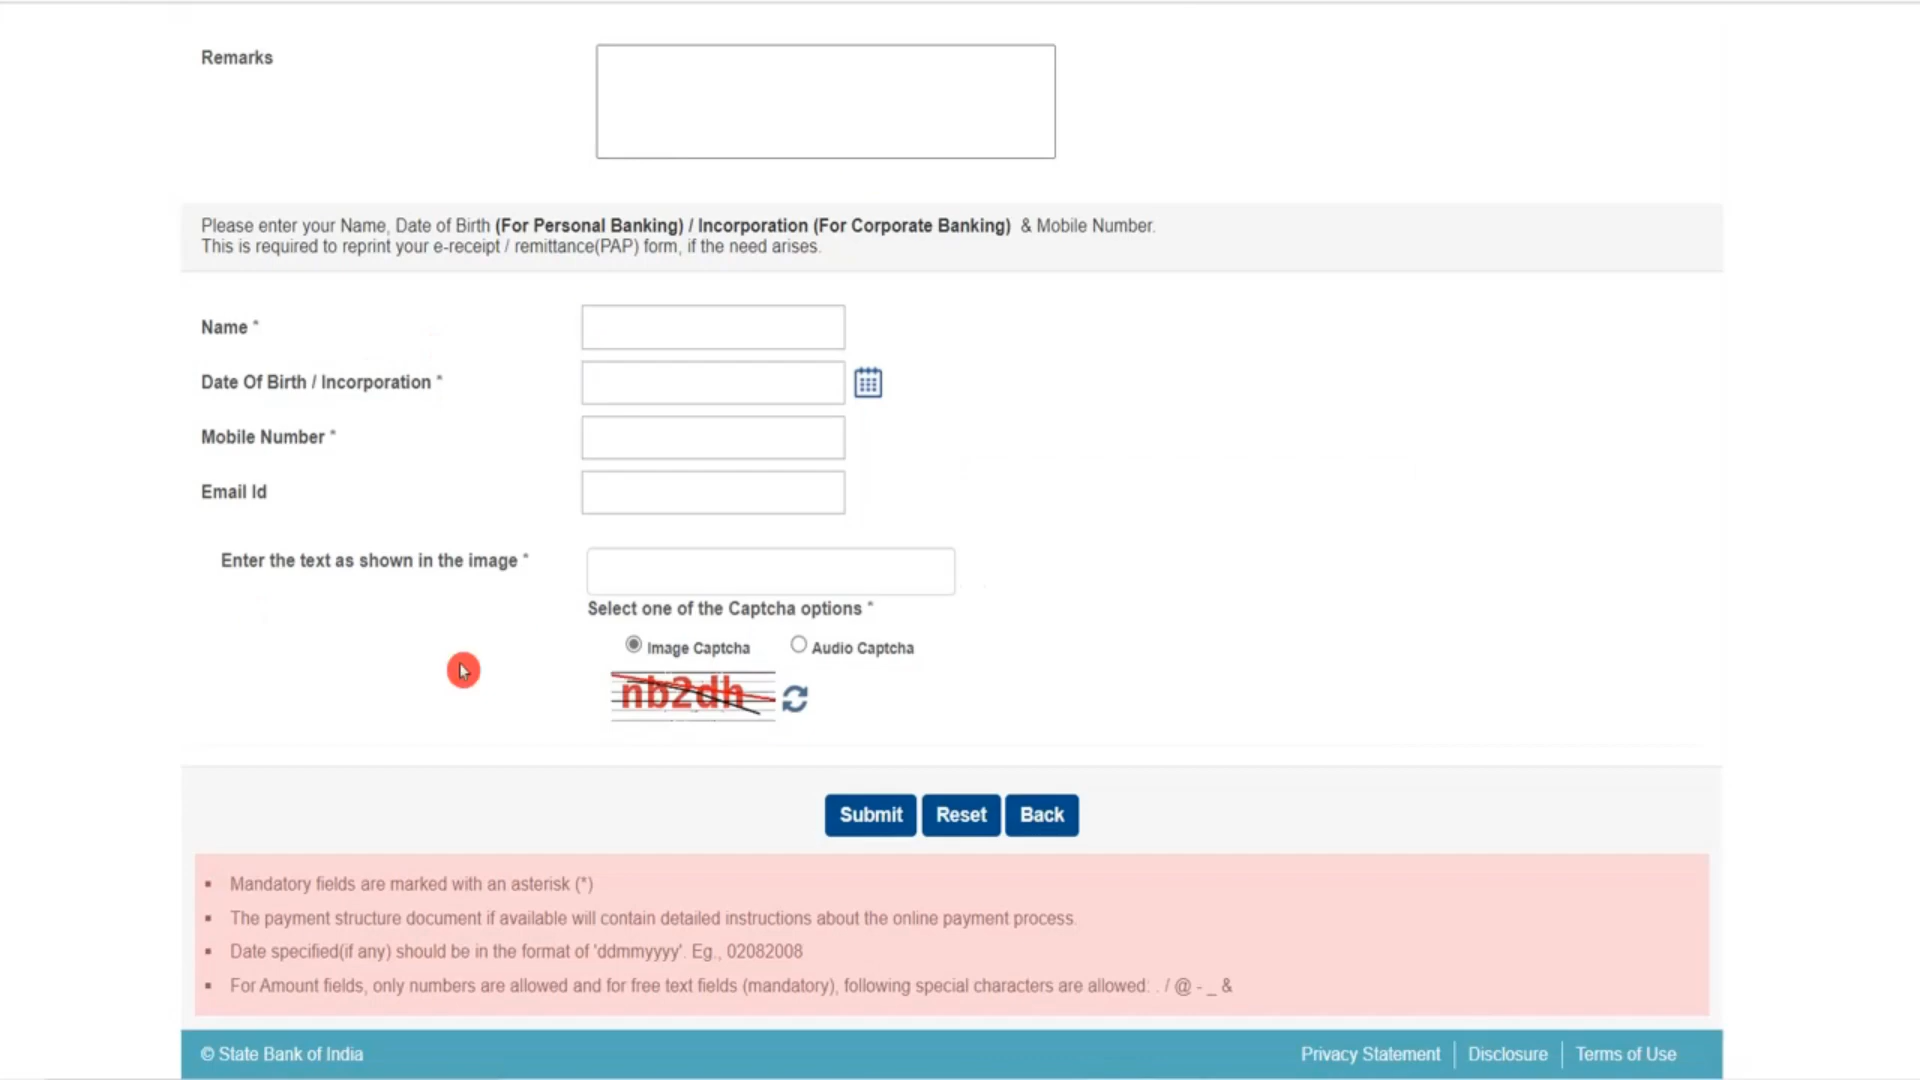 Remarks
Please enter your Name, Date of Birth (For Personal Banking) / Incorporation (For Corporate Banking) & Mobile Number.
This is required to reprint your e-receipt / remittance(PAP) form, if the need arises.
Name *
Date Of Birth / Incorporation *
Mobile Number *
Email Id
Enter the text as shown in the image *
Select one of the Captcha options *
Image Captcha Audio Captcha
nb2dh
Submit Reset Back
▪ Mandatory fields are marked with an asterisk (*)
▪ The payment structure document if available will contain detailed instructions about the online payment process.
▪ Date specified(if any) should be in the format of 'ddmmyyyy'. Eg., 02082008
▪ For Amount fields, only numbers are allowed and for free text fields (mandatory), following special characters are allowed: . / @ - _ &
© State Bank of India Privacy Statement Disclosure Terms of Use